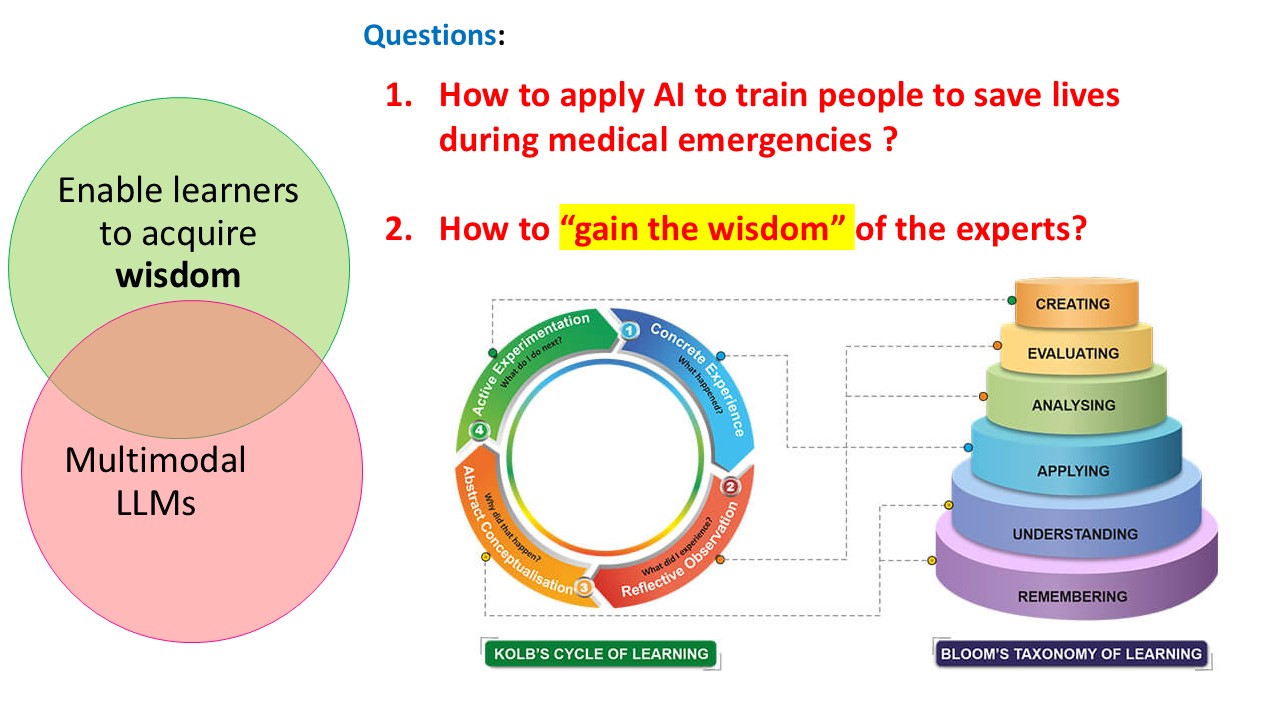 Questions:
1. How to apply AI to train people to save lives
during medical emergencies ?
2. How to “gain the wisdom” of the experts?
Enable learners
to acquire
wisdom
Multimodal
LLMs
1
Concrete Experience
What happened?
2
Reflective Observation
What did I experience?
3
Abstract Conceptualisation
Why did that happen?
4
Active Experimentation
What do I do next?
KOLB'S CYCLE OF LEARNING
CREATING
EVALUATING
ANALYSING
APPLYING
UNDERSTANDING
REMEMBERING
BLOOM'S TAXONOMY OF LEARNING